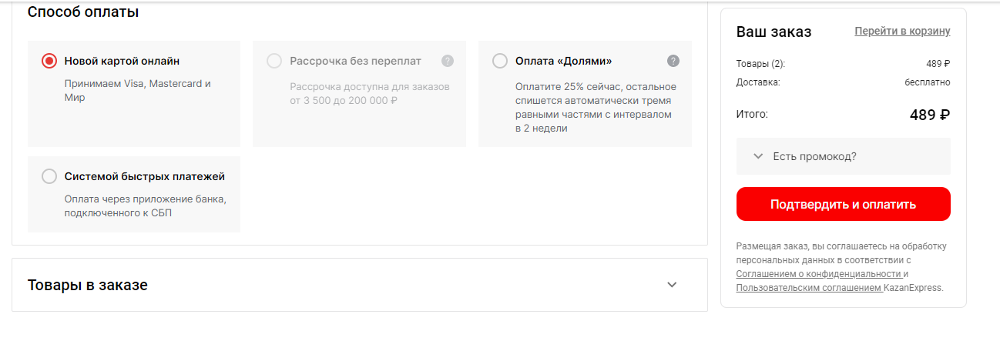 Способ оплаты
Новой картой онлайн
Принимаем Visa, Mastercard и
Мир
Рассрочка без переплат ?
Рассрочка доступна для заказов
от 3 500 до 200 000 ₽
Оплата «Долями» ?
Оплатите 25% сейчас, остальное
спишется автоматически тремя
равными частями с интервалом
в 2 недели
Системой быстрых платежей
Оплата через приложение банка,
подключенного к СБП
Товары в заказе
Ваш заказ Перейти в корзину
Товары (2): 489 ₽
Доставка: бесплатно
Итого: 489 ₽
Есть промокод?
Подтвердить и оплатить
Размещая заказ, вы соглашаетесь на обработку
персональных данных в соответствии с
Соглашением о конфиденциальности и
Пользовательским соглашением KazanExpress.